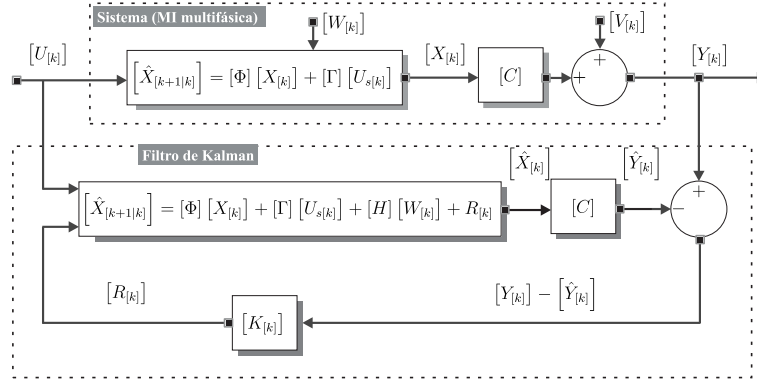 Sistema (MI multifásica)
[W[k]]
[V[k]]
[U[k]]
[X̂[k+1|k]] = [Φ] [X[k]] + [Γ] [Us[k]]
[X[k]]
[C]
+
+
[Y[k]]
Filtro de Kalman
[X̂[k+1|k]] = [Φ] [X[k]] + [Γ] [Us[k]] + [H] [W[k]] + R[k]
[X̂[k]]
[C]
[Ŷ[k]]
+
−
[R[k]]
[K[k]]
[Y[k]] − [Ŷ[k]]